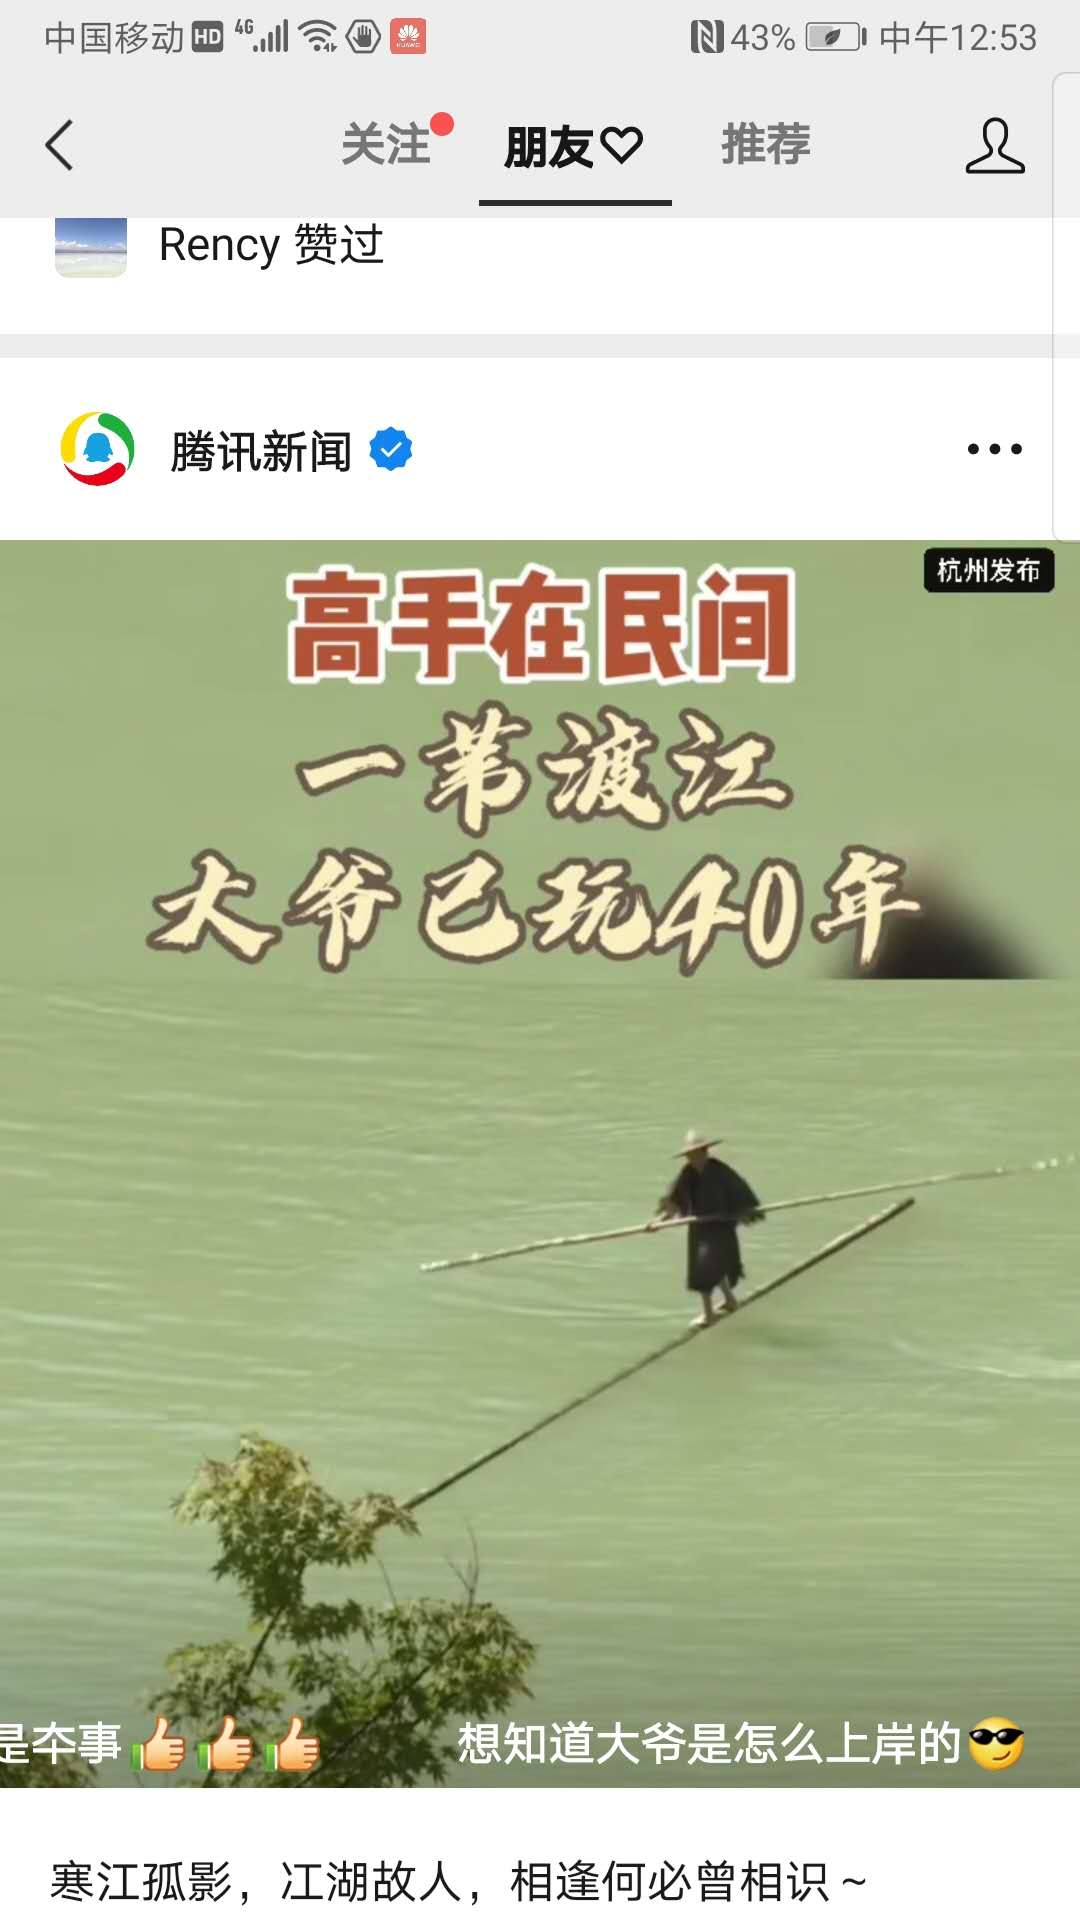 中国移动 HD 4G HUAWEI 43% 中午12:53
关注 朋友♡ 推荐
Rency 赞过
腾讯新闻
杭州发布
高手在民间
一苇渡江
大爷已玩40年
是夲事👍👍👍 想知道大爷是怎么上岸的😎
寒江孤影，江湖故人，相逢何必曾相识~